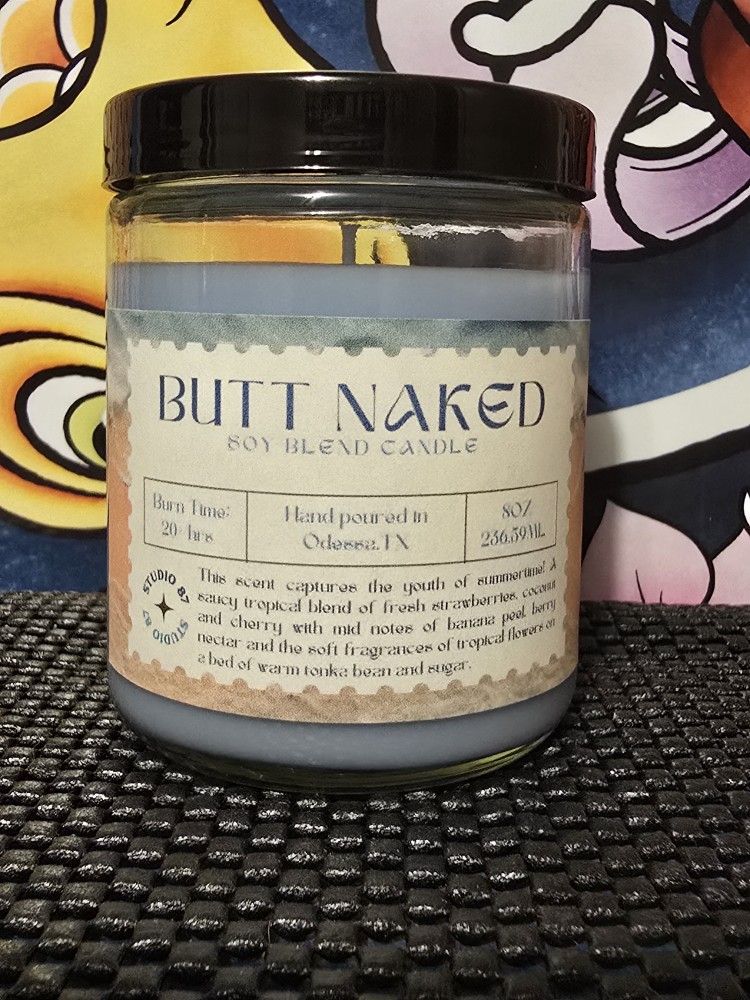 BUTT NAKED
SOY BLEND CANDLE
Burn Time:
20+ hrs
Hand poured in
Odessa, TX
8OZ
236.59ML
STUDIO 87
STUDIO 87
This scent captures the youth of summertime! A
saucy tropical blend of fresh strawberries, coconut
and cherry with mid notes of banana peel, berry
nectar and the soft fragrances of tropical flowers on
a bed of warm tonka bean and sugar.